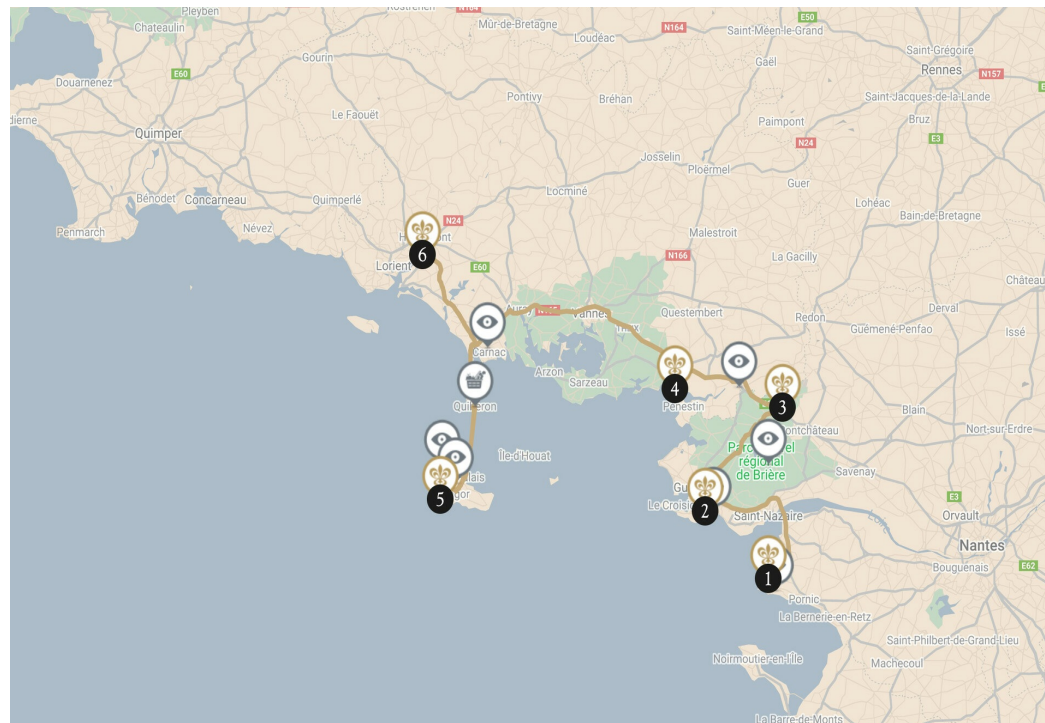 Pleyben
Rostrenen
N164
E50
Châteaulin
Mûr-de-Bretagne
Saint-Méen-le-Grand
Loudéac
N164
Saint-Grégoire
Gourin
Gaël
Rennes
E60
N157
Douarnenez
Pontivy
Bréhan
Saint-Jacques-de-la-Lande
Le Faouët
Bruz
Paimpont
Quimper
E3
N24
Josselin
Ploërmel
Guer
Locminé
Bénodet
Concarneau
Quimperlé
Lohéac
Penmarch
N24
Bain-de-Bretagne
Névez
Malestroit
6
N166
La Gacilly
Lorient
E60
Derval
Vannes
Questembert
Redon
Issé
Guémené-Penfao
Carnac
Arzon
Sarzeau
4
Pénestin
3
Quiberon
Blain
Nort-sur-Erdre
Île-d'Houat
régional
de Brière
Savenay
5
E3
Le Croisic
2
Saint-Nazaire
Orvault
Nantes
E62
Bouguenais
1
Pornic
La Bernerie-en-Retz
Saint-Philbert-de-Grand-Lieu
Noirmoutier-en-l'Île
Machecoul
La Barre-de-Monts